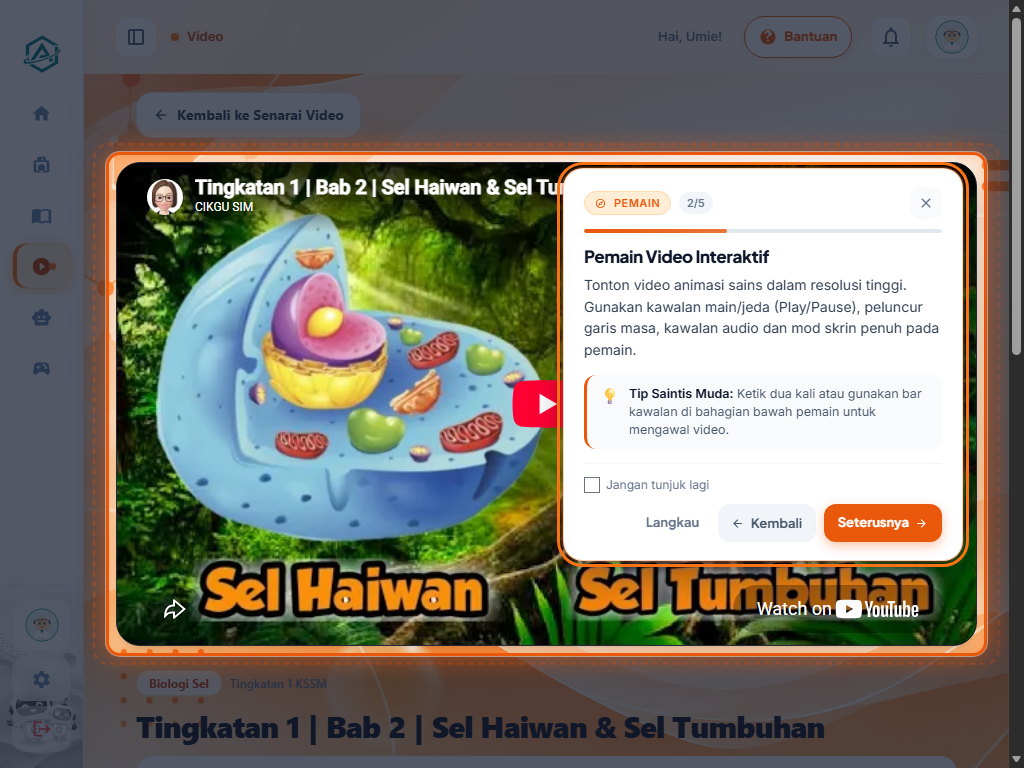 Video
Hai, Umie!
Bantuan
Kembali ke Senarai Video
Tingkatan 1 | Bab 2 | Sel Haiwan & Sel Tu
CIKGU SIM
PEMAIN
2/5
Pemain Video Interaktif
Tonton video animasi sains dalam resolusi tinggi.
Gunakan kawalan main/jeda (Play/Pause), peluncur
garis masa, kawalan audio dan mod skrin penuh pada
pemain.
Tip Saintis Muda: Ketik dua kali atau gunakan bar
kawalan di bahagian bawah pemain untuk
mengawal video.
Jangan tunjuk lagi
Langkau
Kembali
Seterusnya
Sel Haiwan
Sel Tumbuhan
Watch on YouTube
Biologi Sel
Tingkatan 1 KSSM
Tingkatan 1 | Bab 2 | Sel Haiwan & Sel Tumbuhan